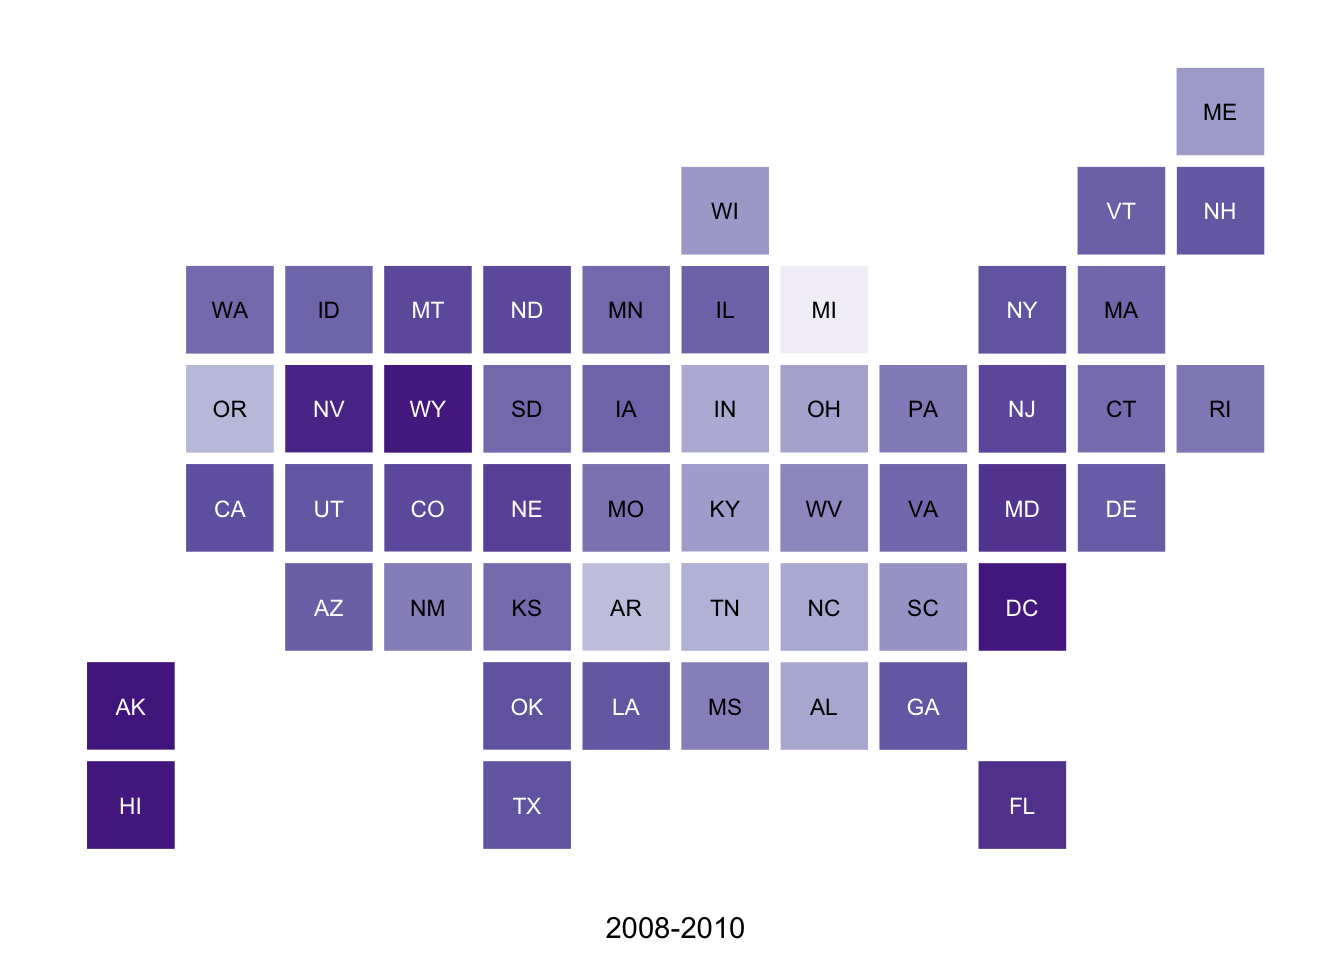 ME
WI VT NH
WA ID MT ND MN IL MI NY MA
OR NV WY SD IA IN OH PA NJ CT RI
CA UT CO NE MO KY WV VA MD DE
AZ NM KS AR TN NC SC DC
AK OK LA MS AL GA
HI TX FL
2008-2010